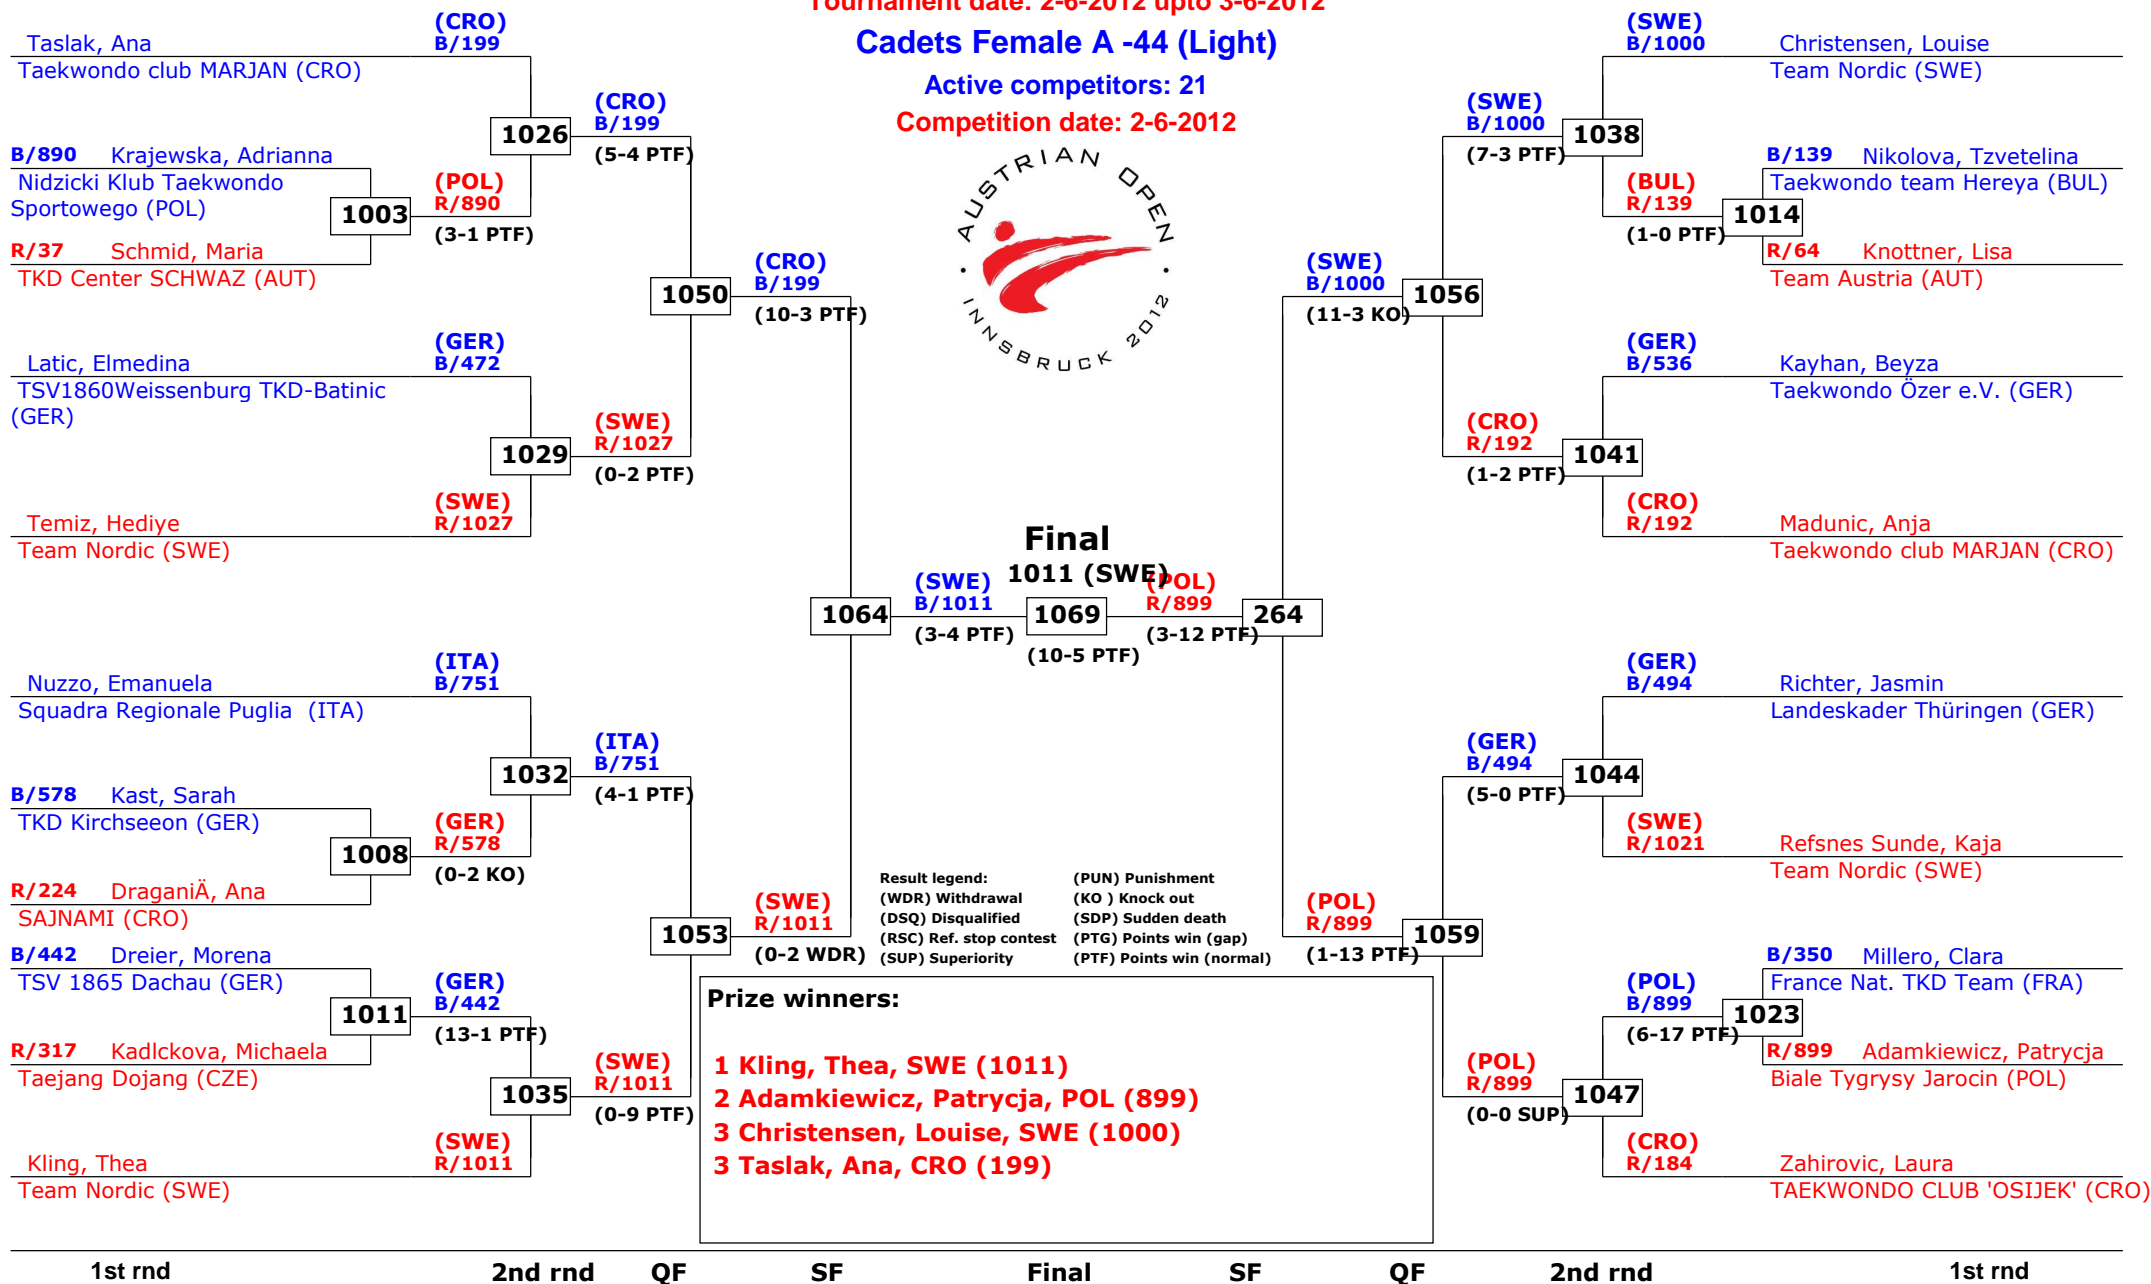 Tournament date: 2-6-2012 upto 3-6-2012
Cadets Female A -44 (Light)
Active competitors: 21
Competition date: 2-6-2012
AUSTRIAN OPEN
· INNSBRUCK 2012 ·
Taslak, Ana
Taekwondo club MARJAN (CRO)
(CRO)
B/199
B/890 Krajewska, Adrianna
Nidzicki Klub Taekwondo
Sportowego (POL)
1003
R/37 Schmid, Maria
TKD Center SCHWAZ (AUT)
(POL)
R/890
(3-1 PTF)
1026
(CRO)
B/199
(5-4 PTF)
Latic, Elmedina
TSV1860Weissenburg TKD-Batinic
(GER)
(GER)
B/472
1029
Temiz, Hediye
Team Nordic (SWE)
(SWE)
R/1027
(SWE)
R/1027
(0-2 PTF)
1050
(CRO)
B/199
(10-3 PTF)
Nuzzo, Emanuela
Squadra Regionale Puglia (ITA)
(ITA)
B/751
B/578 Kast, Sarah
TKD Kirchseeon (GER)
1008
R/224 DraganiÄ, Ana
SAJNAMI (CRO)
(GER)
R/578
(0-2 KO)
1032
(ITA)
B/751
(4-1 PTF)
B/442 Dreier, Morena
TSV 1865 Dachau (GER)
1011
R/317 Kadlckova, Michaela
Taejang Dojang (CZE)
(GER)
B/442
(13-1 PTF)
1035
Kling, Thea
Team Nordic (SWE)
(SWE)
R/1011
(SWE)
R/1011
(0-9 PTF)
1053
(SWE)
R/1011
(0-2 WDR)
1064
(SWE)
B/1011
(3-4 PTF)
Final
1011 (SWE)
1069
(10-5 PTF)
(POL)
R/899
(3-12 PTF)
264
(SWE)
B/1000
(11-3 KO)
1056
(SWE)
B/1000
(7-3 PTF)
1038
(SWE)
B/1000
Christensen, Louise
Team Nordic (SWE)
(BUL)
R/139
(1-0 PTF)
1014
B/139 Nikolova, Tzvetelina
Taekwondo team Hereya (BUL)
R/64 Knottner, Lisa
Team Austria (AUT)
(CRO)
R/192
(1-2 PTF)
1041
(GER)
B/536
Kayhan, Beyza
Taekwondo Özer e.V. (GER)
(CRO)
R/192
Madunic, Anja
Taekwondo club MARJAN (CRO)
(POL)
R/899
(1-13 PTF)
1059
(GER)
B/494
(5-0 PTF)
1044
(GER)
B/494
Richter, Jasmin
Landeskader Thüringen (GER)
(SWE)
R/1021
Refsnes Sunde, Kaja
Team Nordic (SWE)
(POL)
R/899
(0-0 SUP)
1047
(POL)
B/899
(6-17 PTF)
1023
B/350 Millero, Clara
France Nat. TKD Team (FRA)
R/899 Adamkiewicz, Patrycja
Biale Tygrysy Jarocin (POL)
(CRO)
R/184
Zahirovic, Laura
TAEKWONDO CLUB 'OSIJEK' (CRO)
Result legend: (PUN) Punishment
(WDR) Withdrawal (KO ) Knock out
(DSQ) Disqualified (SDP) Sudden death
(RSC) Ref. stop contest (PTG) Points win (gap)
(SUP) Superiority (PTF) Points win (normal)
Prize winners:
1 Kling, Thea, SWE (1011)
2 Adamkiewicz, Patrycja, POL (899)
3 Christensen, Louise, SWE (1000)
3 Taslak, Ana, CRO (199)
1st rnd 2nd rnd QF SF Final SF QF 2nd rnd 1st rnd